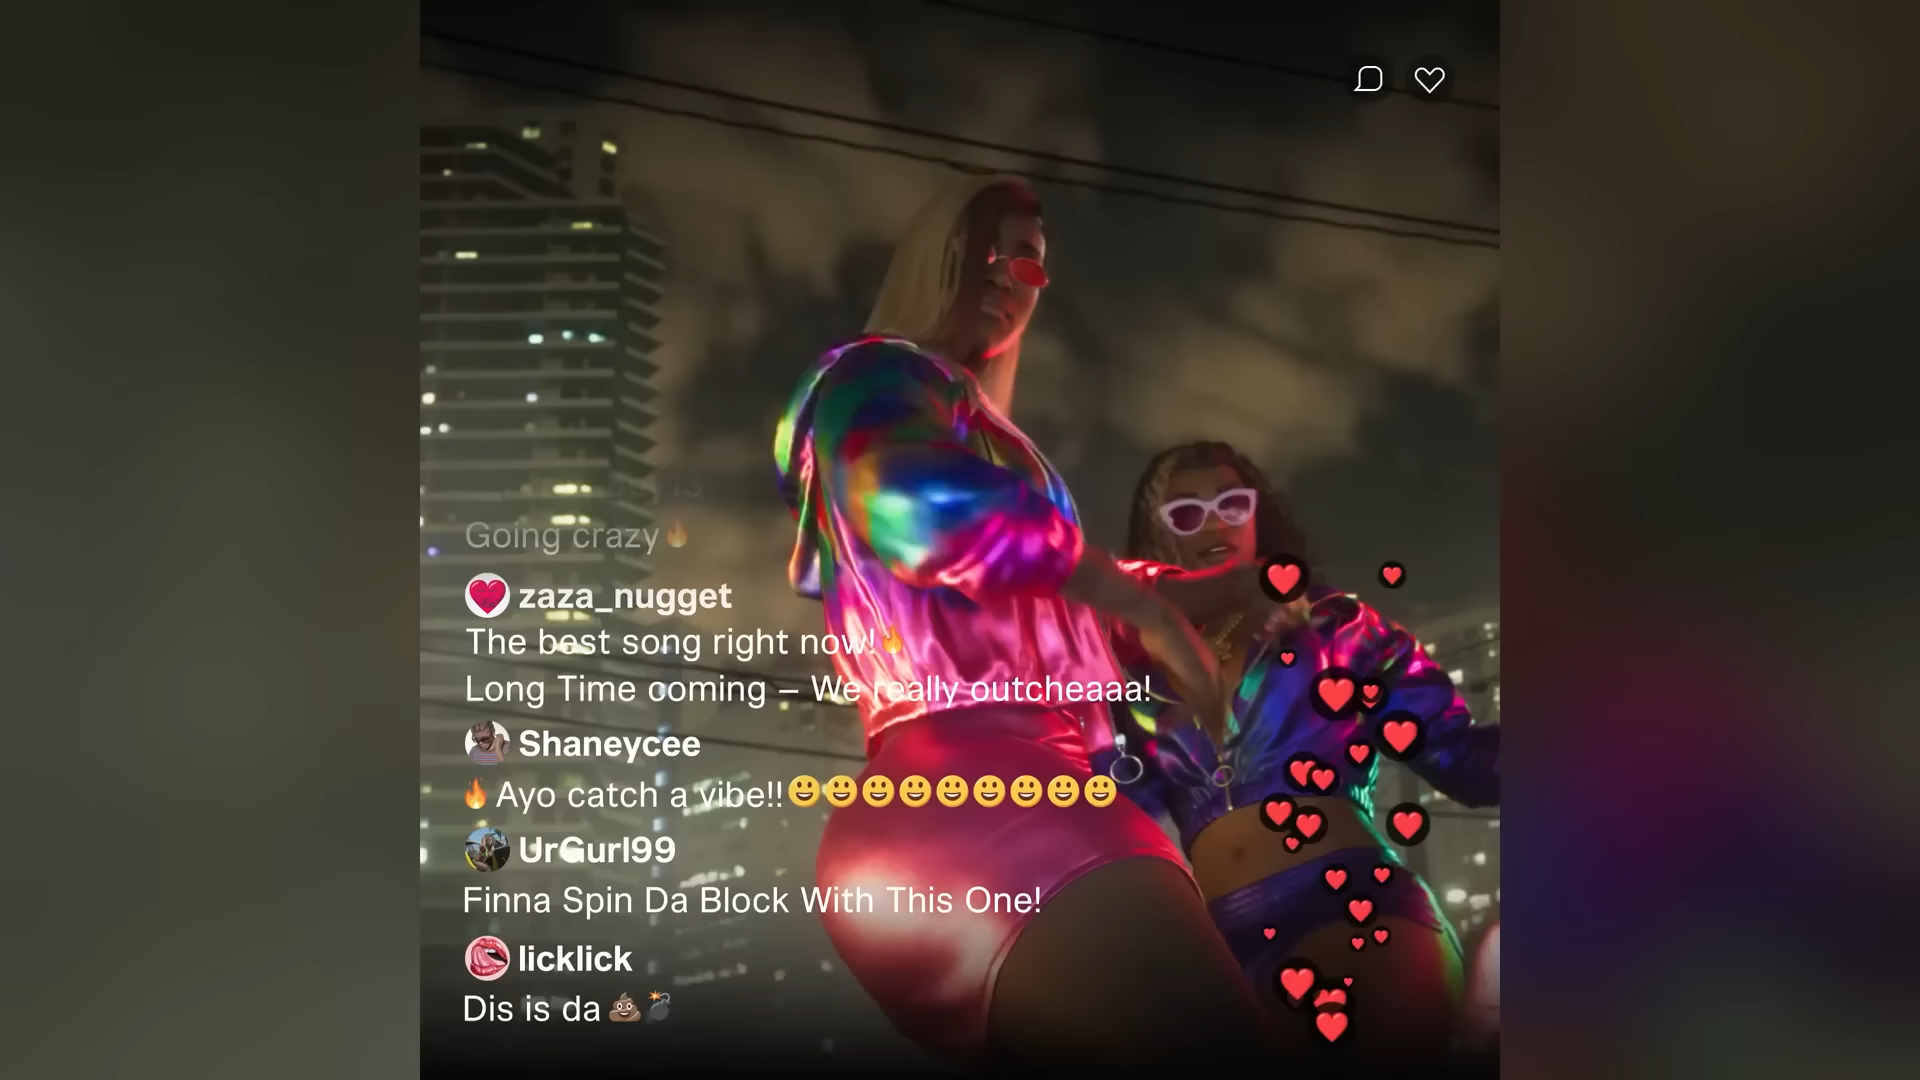 Going crazy🔥
zaza_nugget
The best song right now!🔥
Long Time coming – We really outcheaaa!
Shaneycee
🔥Ayo catch a vibe!!😀😀😀😀😀😀😀😀😀
UrGurl99
Finna Spin Da Block With This One!
licklick
Dis is da💩💣